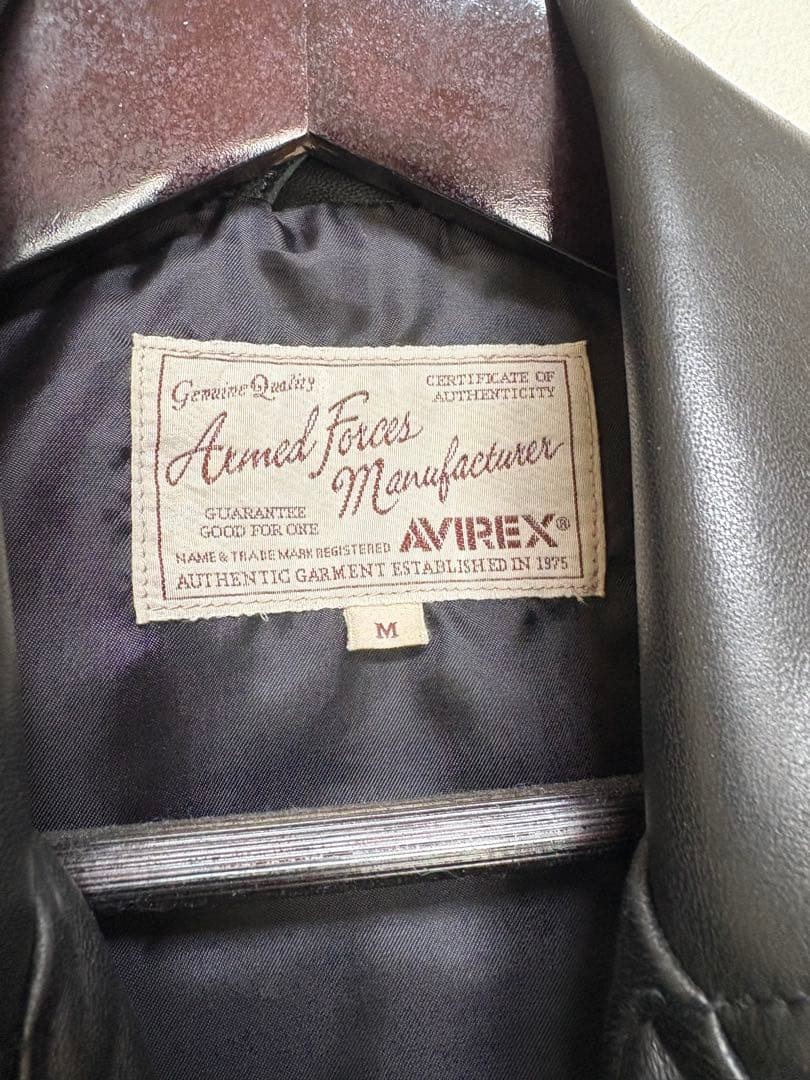 Genuine Quality
CERTIFICATE OF
AUTHENTICITY
Armed Forces
Manufacturer
GUARANTEE
GOOD FOR ONE
NAME & TRADE MARK REGISTERED
AVIREX®
AUTHENTIC GARMENT ESTABLISHED IN 1975
M